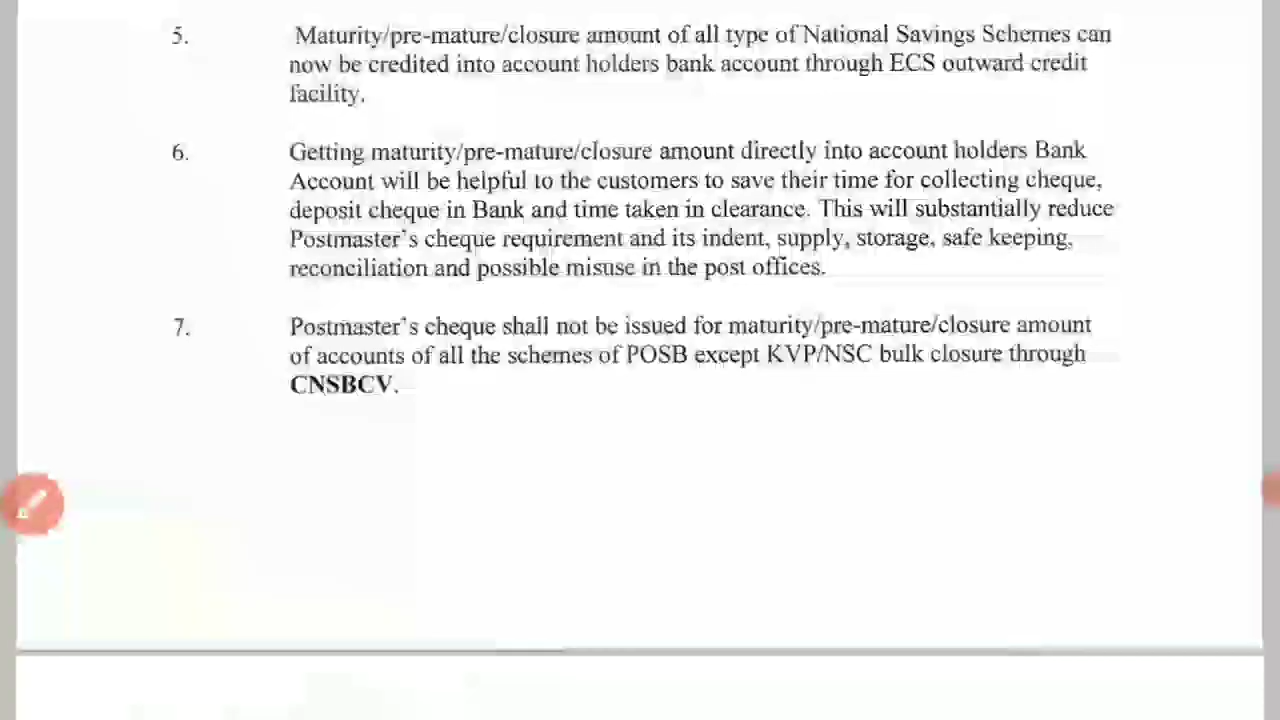 5. Maturity/pre-mature/closure amount of all type of National Savings Schemes can
now be credited into account holders bank account through ECS outward credit
facility.
6. Getting maturity/pre-mature/closure amount directly into account holders Bank
Account will be helpful to the customers to save their time for collecting cheque,
deposit cheque in Bank and time taken in clearance. This will substantially reduce
Postmaster's cheque requirement and its indent, supply, storage, safe keeping,
reconciliation and possible misuse in the post offices.
7. Postmaster's cheque shall not be issued for maturity/pre-mature/closure amount
of accounts of all the schemes of POSB except KVP/NSC bulk closure through
CNSBCV.